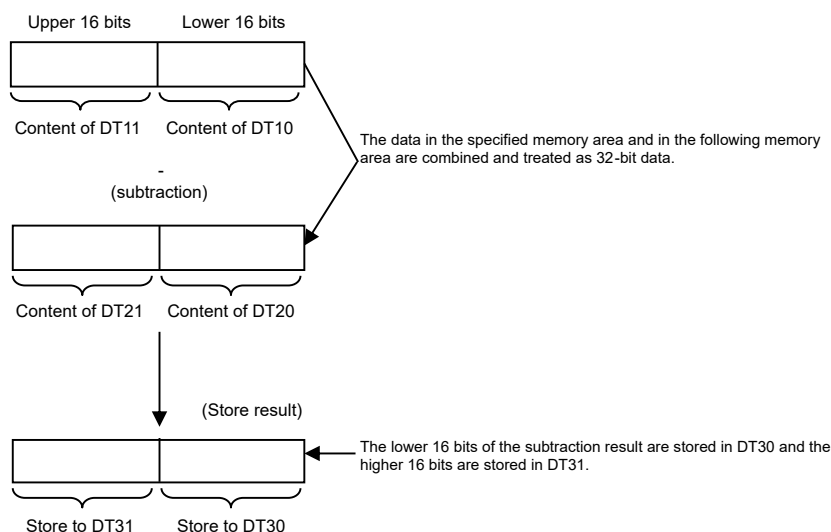 Upper 16 bits Lower 16 bits
Content of DT11 Content of DT10
The data in the specified memory area and in the following memory
area are combined and treated as 32-bit data.
-
(subtraction)
Content of DT21 Content of DT20
(Store result)
The lower 16 bits of the subtraction result are stored in DT30 and the
higher 16 bits are stored in DT31.
Store to DT31 Store to DT30